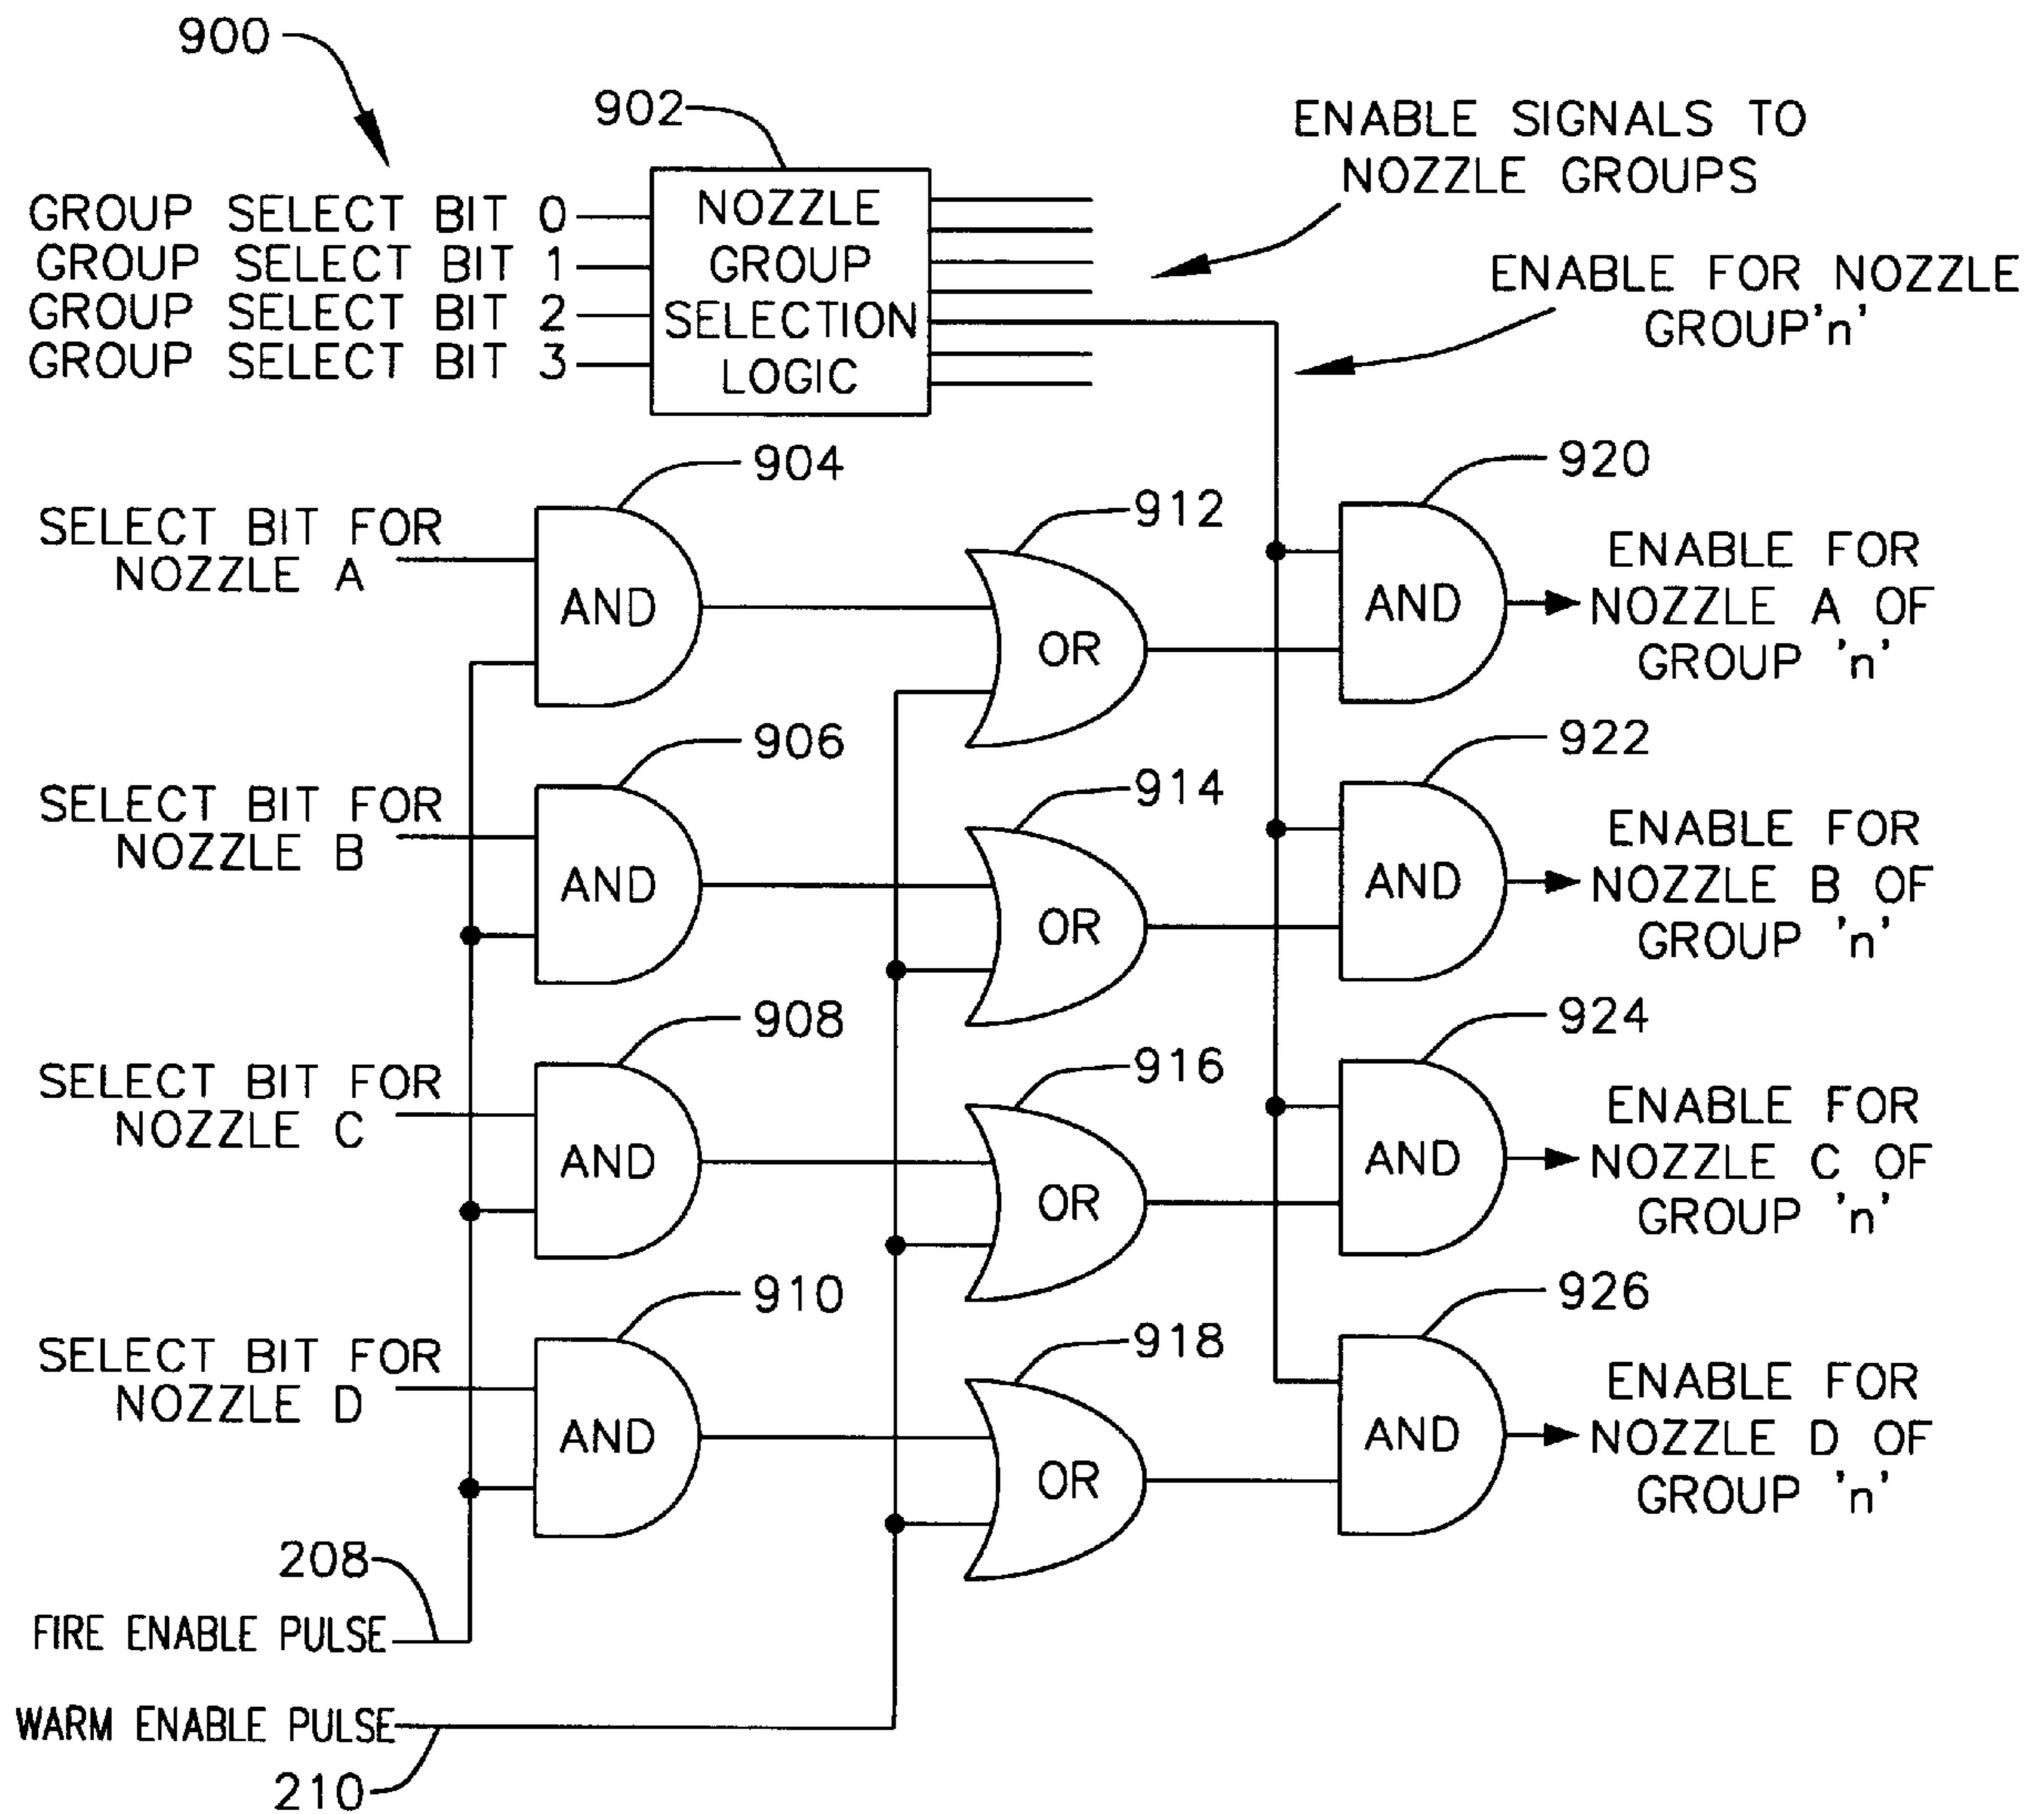 900
902
ENABLE SIGNALS TO
NOZZLE GROUPS
GROUP SELECT BIT 0
GROUP SELECT BIT 1
GROUP SELECT BIT 2
GROUP SELECT BIT 3
NOZZLE
GROUP
SELECTION
LOGIC
ENABLE FOR NOZZLE
GROUP'n'
904
912
920
SELECT BIT FOR
NOZZLE A
AND
OR
AND
ENABLE FOR
NOZZLE A OF
GROUP 'n'
906
914
922
SELECT BIT FOR
NOZZLE B
AND
OR
AND
ENABLE FOR
NOZZLE B OF
GROUP 'n'
908
916
924
SELECT BIT FOR
NOZZLE C
AND
OR
AND
ENABLE FOR
NOZZLE C OF
GROUP 'n'
910
918
926
SELECT BIT FOR
NOZZLE D
AND
OR
AND
ENABLE FOR
NOZZLE D OF
GROUP 'n'
208
FIRE ENABLE PULSE
WARM ENABLE PULSE
210